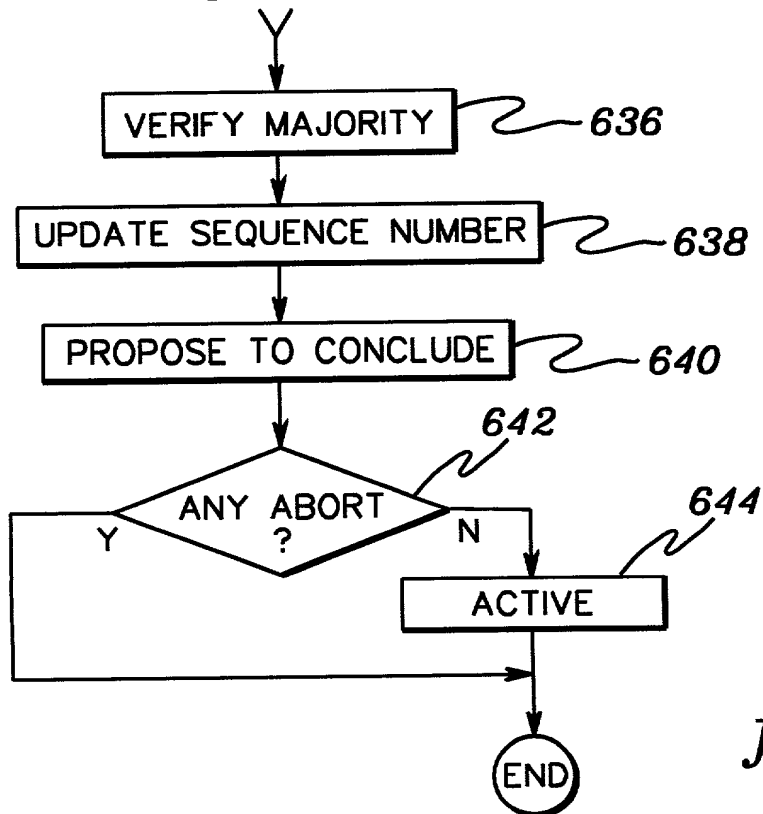 VERIFY MAJORITY
636
UPDATE SEQUENCE NUMBER
638
PROPOSE TO CONCLUDE
640
642
ANY ABORT
?
Y
N
644
ACTIVE
END